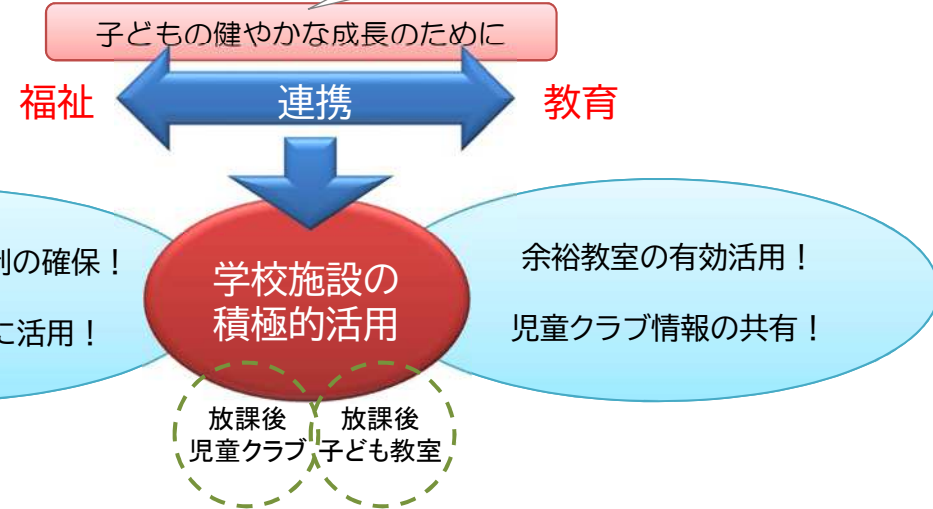 子どもの健やかな成長のために
福祉
連携
教育
の確保！
に活用！
学校施設の
積極的活用
余裕教室の有効活用！
児童クラブ情報の共有！
放課後
児童クラブ
放課後
子ども教室